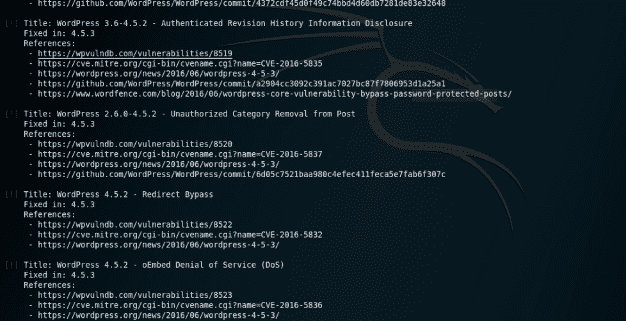 - https://github.com/WordPress/commit/4372cdf45d0f49c74bbd4d60db7281de83e32648
[!] Title: WordPress 3.6-4.5.2 - Authenticated Revision History Information Disclosure
Fixed in: 4.5.3
References:
- https://wpvulndb.com/vulnerabilities/8519
- https://cve.mitre.org/cgi-bin/cvename.cgi?name=CVE-2016-5835
- https://wordpress.org/news/2016/06/wordpress-4-5-3/
- https://github.com/WordPress/WordPress/commit/a2904cc3092c391ac7027bc87f7806953d1a25a1
- https://www.wordfence.com/blog/2016/06/wordpress-core-vulnerability-bypass-password-protected-posts/
[!] Title: WordPress 2.6.0-4.5.2 - Unauthorized Category Removal from Post
Fixed in: 4.5.3
References:
- https://wpvulndb.com/vulnerabilities/8520
- https://cve.mitre.org/cgi-bin/cvename.cgi?name=CVE-2016-5837
- https://wordpress.org/news/2016/06/wordpress-4-5-3/
- https://github.com/WordPress/WordPress/commit/6d05c7521baa980c4efec411feca5e7fab6f307c
[!] Title: WordPress 4.5.2 - Redirect Bypass
Fixed in: 4.5.3
References:
- https://wpvulndb.com/vulnerabilities/8522
- https://cve.mitre.org/cgi-bin/cvename.cgi?name=CVE-2016-5832
- https://wordpress.org/news/2016/06/wordpress-4-5-3/
[!] Title: WordPress 4.5.2 - oEmbed Denial of Service (DoS)
Fixed in: 4.5.3
References:
- https://wpvulndb.com/vulnerabilities/8523
- https://cve.mitre.org/cgi-bin/cvename.cgi?name=CVE-2016-5836
- https://wordpress.org/news/2016/06/wordpress-4-5-3/